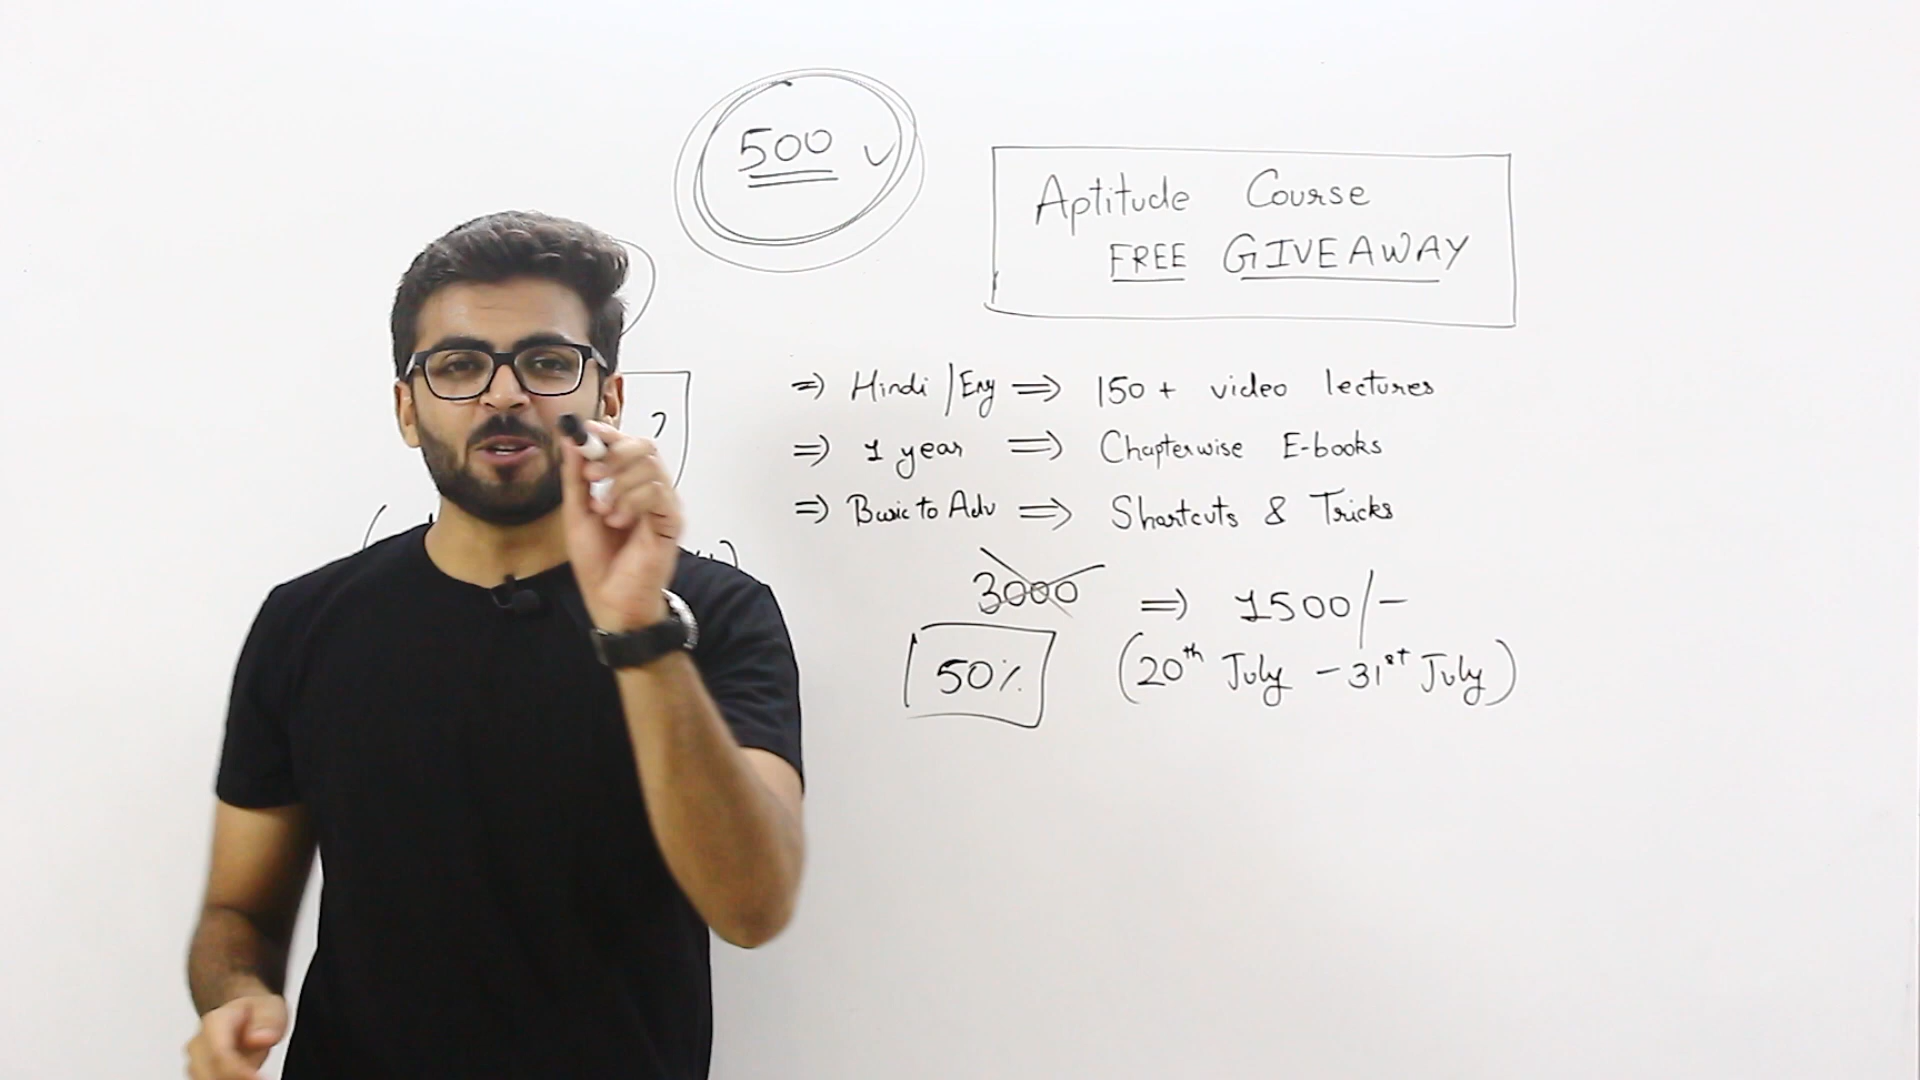 500
Aptitude Course
FREE GIVEAWAY
⇒ Hindi/Eng ⇒ 150+ video lectures
⇒ 1 year ⇒ Chapterwise E-books
⇒ Basic to Adv ⇒ Shortcuts & Tricks
3000 ⇒ 1500/-
50% (20th July - 31st July)